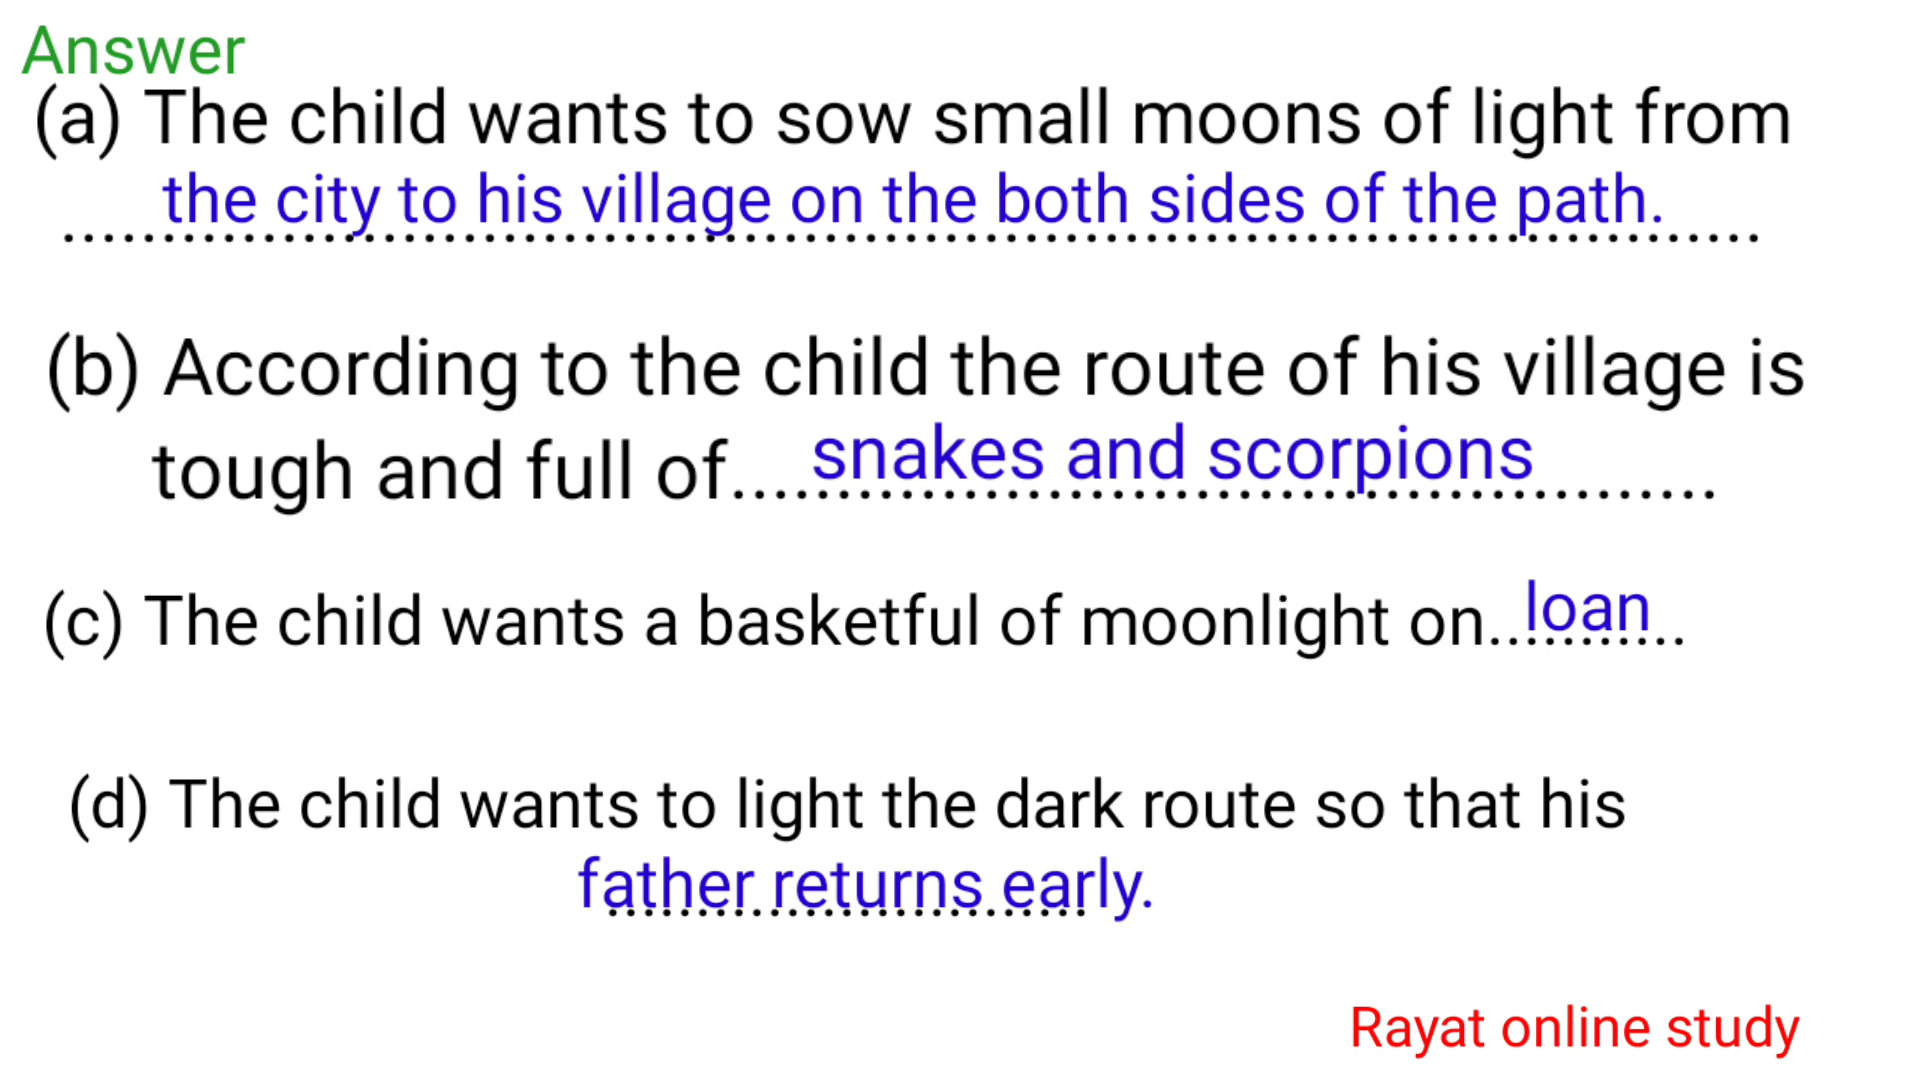 Answer
(a) The child wants to sow small moons of light from
the city to his village on the both sides of the path.
(b) According to the child the route of his village is
tough and full of....snakes and scorpions..........
(c) The child wants a basketful of moonlight on..loan..
(d) The child wants to light the dark route so that his
father returns early.
Rayat online study